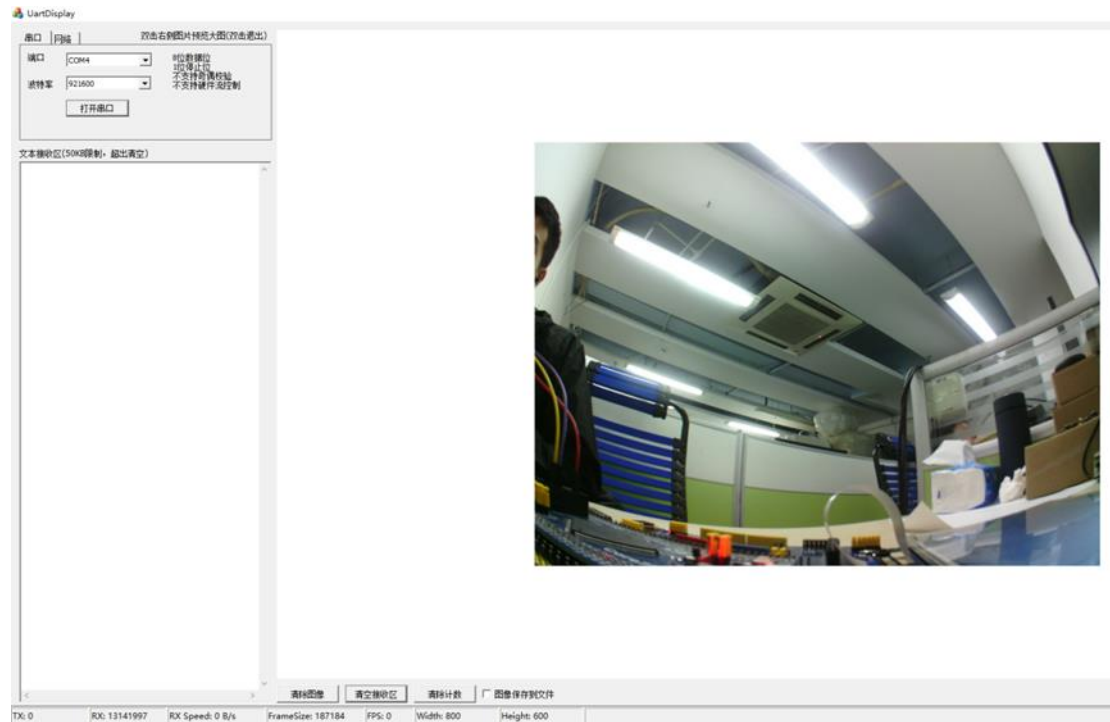 UartDisplay
串口 网络 双击右侧图片预览大图(双击退出)
端口 COM4
波特率 921600
8位数据位
1位停止位
不支持奇偶校验
不支持硬件流控制
打开串口
文本接收区(50KB限制，超出清空)
清除图像 清空接收区 清除计数 图像保存到文件
TX: 0 RX: 13141997 RX Speed: 0 B/s FrameSize: 187184 FPS: 0 Width: 800 Height: 600